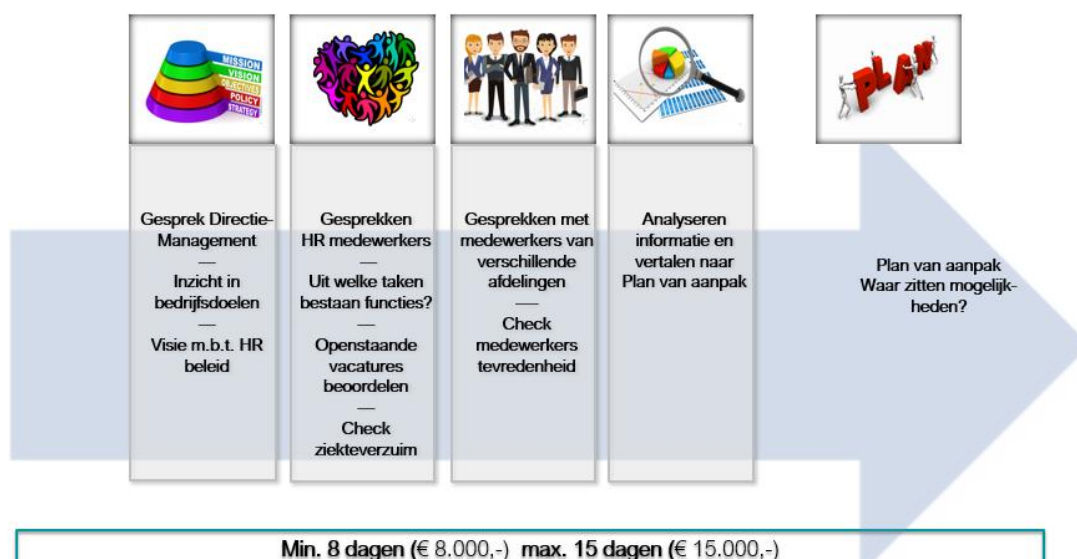 MISSION
VISION
OBJECTIVES
POLICY
STRATEGY
PLAN
Gesprek Directie-
Management
—
Inzicht in
bedrijfsdoelen
—
Visie m.b.t. HR
beleid
Gesprekken
HR medewerkers
—
Uit welke taken
bestaan functies?
—
Openstaande
vacatures
beoordelen
—
Check
ziekteverzuim
Gesprekken met
medewerkers van
verschillende
afdelingen
—
Check
medewerkers
tevredenheid
Analyseren
informatie en
vertalen naar
Plan van aanpak
Plan van aanpak
Waar zitten mogelijk-
heden?
Min. 8 dagen (€ 8.000,-) max. 15 dagen (€ 15.000,-)